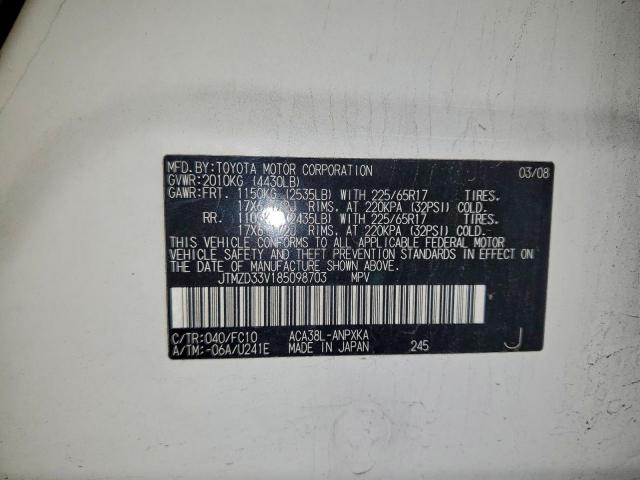 MFD. BY: TOYOTA MOTOR CORPORATION 03/08
GVWR: 2010KG (4430LB)
GAWR: FRT. 1150KG (2535LB) WITH 225/65R17 TIRES,
RIMS, AT 220KPA (32PSI) COLD.
RR. (2435LB) WITH 225/65R17 TIRES,
RIMS, AT 220KPA (32PSI) COLD.
THIS VEHICLE CONFORMS TO ALL APPLICABLE FEDERAL MOTOR
VEHICLE SAFETY AND THEFT PREVENTION STANDARDS IN EFFECT ON
THE DATE OF MANUFACTURE SHOWN ABOVE.
JTMZD33V185098703 MPV
C/TR: 040/FC10 ACA38L-ANPXKA
A/TM: -06A/U241E MADE IN JAPAN 245 J